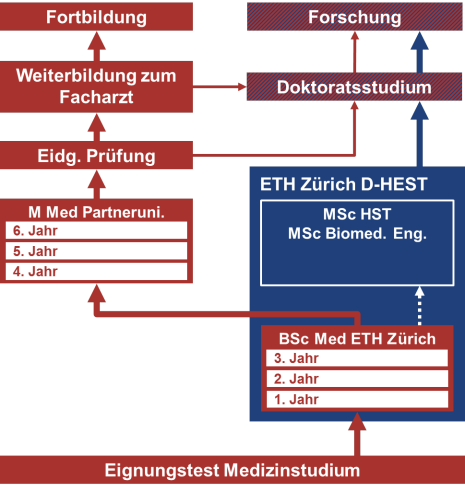 Fortbildung
Forschung
Weiterbildung zum
Facharzt
Doktoratsstudium
Eidg. Prüfung
ETH Zürich D-HEST
M Med Partneruni.
6. Jahr
5. Jahr
4. Jahr
MSc HST
MSc Biomed. Eng.
BSc Med ETH Zürich
3. Jahr
2. Jahr
1. Jahr
Eignungstest Medizinstudium